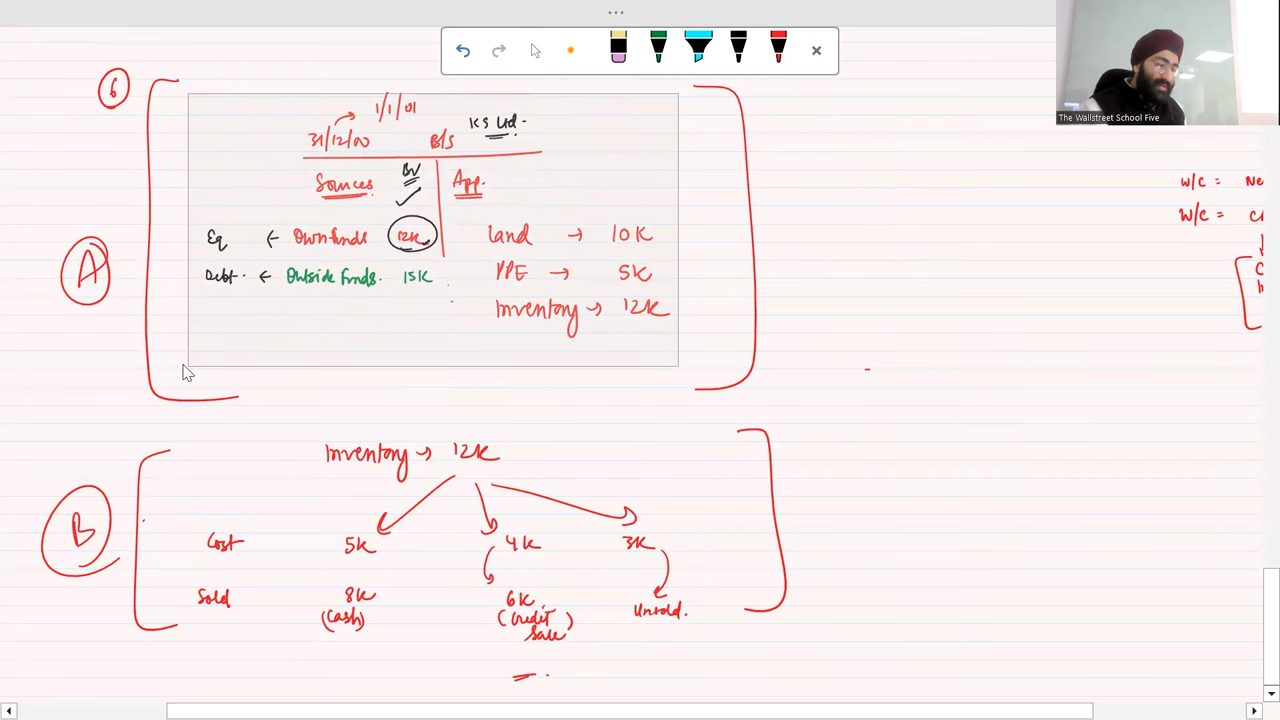 The Wallstreet School Five
6
1/1/01
31/12/00 B/S KS Ltd.
Sources BV App.
Eq ← Own funds 12K Land → 10K
Debt ← Outside funds. 15K PPE → 5K
Inventory → 12K
A
W/C = Ne
W/C =
Inventory → 12K
B
Cost 5K 4K 3K
Sold 8K 6K Unsold.
(Cash) (Credit
Sale)